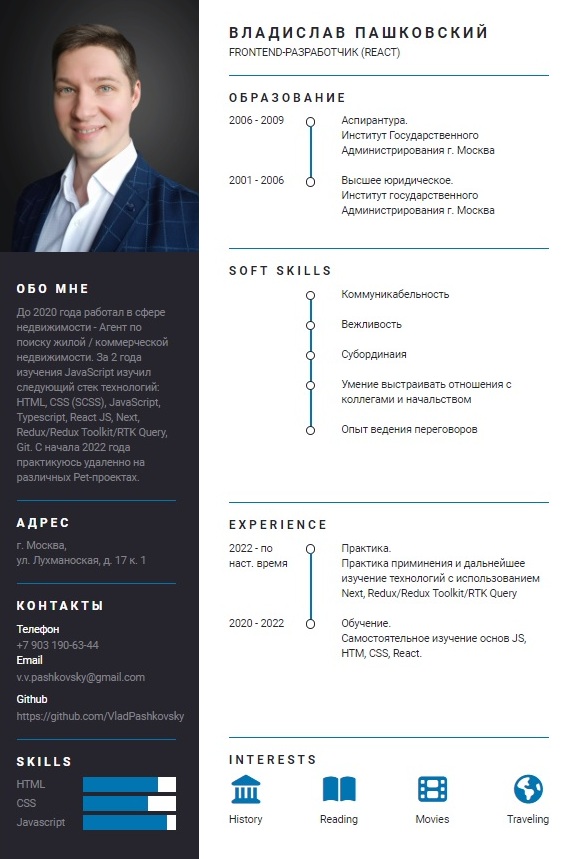 ВЛАДИСЛАВ ПАШКОВСКИЙ
FRONTEND-РАЗРАБОТЧИК (REACT)
ОБРАЗОВАНИЕ
2006 - 2009
Аспирантура.
Институт Государственного
Администрирования г. Москва
2001 - 2006
Высшее юридическое.
Институт государственного
Администрирования г. Москва
SOFT SKILLS
Коммуникабельность
Вежливость
Субординаия
Умение выстраивать отношения с
коллегами и начальством
Опыт ведения переговоров
EXPERIENCE
2022 - по
наст. время
Практика.
Практика приминения и дальнейшее
изучение технологий с использованием
Next, Redux/Redux Toolkit/RTK Query
2020 - 2022
Обучение.
Самостоятельное изучение основ JS,
HTM, CSS, React.
INTERESTS
History
Reading
Movies
Traveling
ОБО МНЕ
До 2020 года работал в сфере
недвижимости - Агент по
поиску жилой / коммерческой
недвижимости. За 2 года
изучения JavaScript изучил
следующий стек технологий:
HTML, CSS (SCSS), JavaScript,
Typescript, React JS, Next,
Redux/Redux Toolkit/RTK Query,
Git. С начала 2022 года
практикуюсь удаленно на
различных Pet-проектах.
АДРЕС
г. Москва,
ул. Лухманоская, д. 17 к. 1
КОНТАКТЫ
Телефон
+7 903 190-63-44
Email
v.v.pashkovsky@gmail.com
Github
https://github.com/VladPashkovsky
SKILLS
HTML
CSS
Javascript